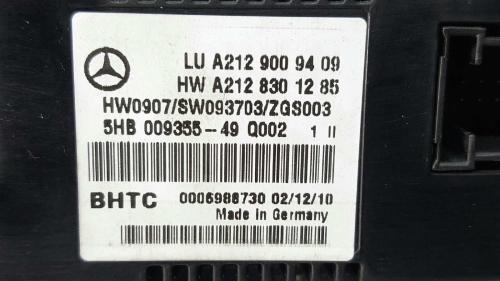 LU A212 900 94 09
HW A212 830 12 85
HW0907/SW093703/ZGS003
5HB 009355-49 Q002 1 II
BHTC 0006986730 02/12/10
Made in Germany